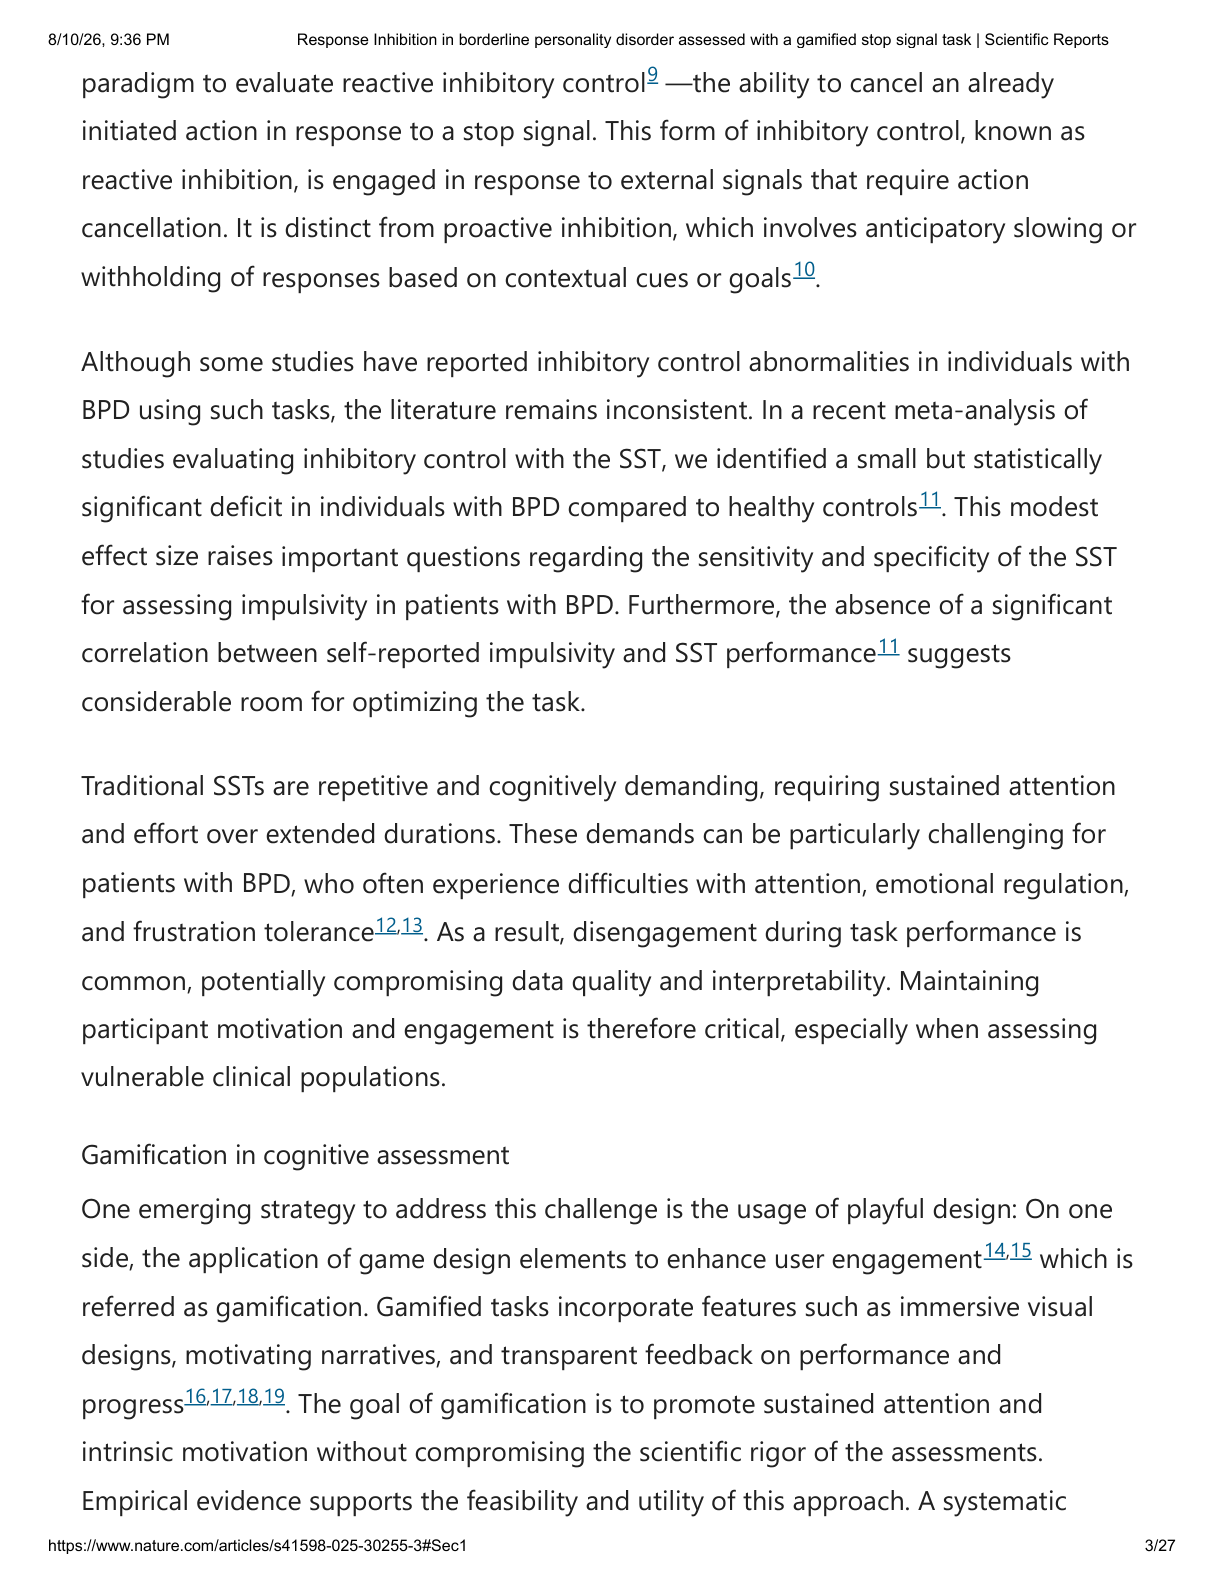 8/10/26, 9:36 PM Response Inhibition in borderline personality disorder assessed with a gamified stop signal task | Scientific Reports
paradigm to evaluate reactive inhibitory control9 —the ability to cancel an already
initiated action in response to a stop signal. This form of inhibitory control, known as
reactive inhibition, is engaged in response to external signals that require action
cancellation. It is distinct from proactive inhibition, which involves anticipatory slowing or
withholding of responses based on contextual cues or goals10.
Although some studies have reported inhibitory control abnormalities in individuals with
BPD using such tasks, the literature remains inconsistent. In a recent meta-analysis of
studies evaluating inhibitory control with the SST, we identified a small but statistically
significant deficit in individuals with BPD compared to healthy controls11. This modest
effect size raises important questions regarding the sensitivity and specificity of the SST
for assessing impulsivity in patients with BPD. Furthermore, the absence of a significant
correlation between self-reported impulsivity and SST performance11 suggests
considerable room for optimizing the task.
Traditional SSTs are repetitive and cognitively demanding, requiring sustained attention
and effort over extended durations. These demands can be particularly challenging for
patients with BPD, who often experience difficulties with attention, emotional regulation,
and frustration tolerance12,13. As a result, disengagement during task performance is
common, potentially compromising data quality and interpretability. Maintaining
participant motivation and engagement is therefore critical, especially when assessing
vulnerable clinical populations.
Gamification in cognitive assessment
One emerging strategy to address this challenge is the usage of playful design: On one
side, the application of game design elements to enhance user engagement14,15 which is
referred as gamification. Gamified tasks incorporate features such as immersive visual
designs, motivating narratives, and transparent feedback on performance and
progress16,17,18,19. The goal of gamification is to promote sustained attention and
intrinsic motivation without compromising the scientific rigor of the assessments.
Empirical evidence supports the feasibility and utility of this approach. A systematic
https://www.nature.com/articles/s41598-025-30255-3#Sec1 3/27